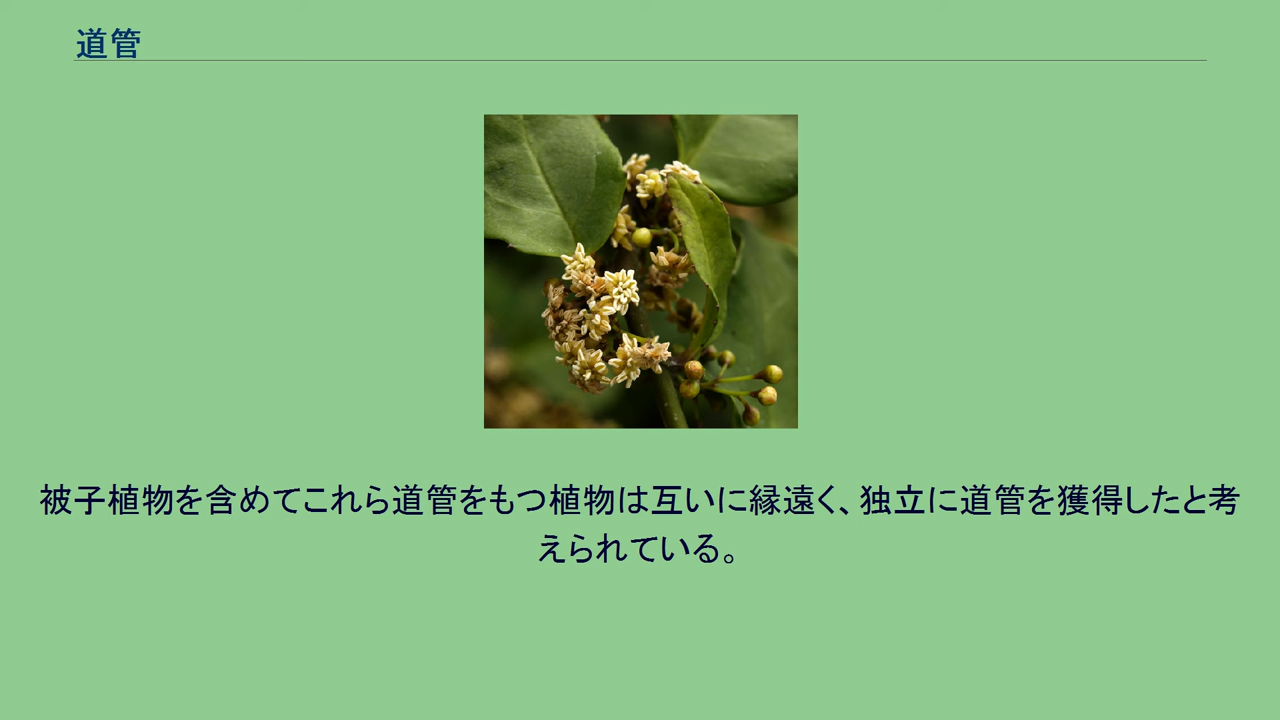 道管
被子植物を含めてこれら道管をもつ植物は互いに縁遠く、独立に道管を獲得したと考
えられている。